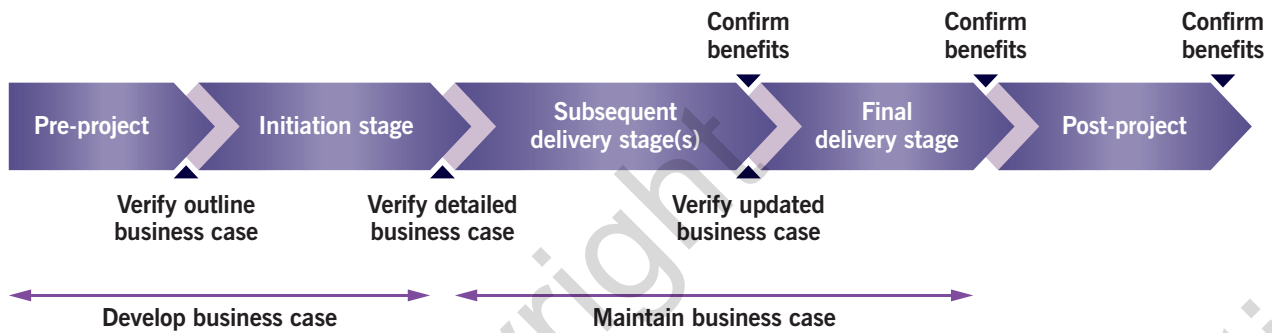 Confirm
benefits
Confirm
benefits
Confirm
benefits
Pre-project
Initiation stage
Subsequent
delivery stage(s)
Final
delivery stage
Post-project
Verify outline
business case
Verify detailed
business case
Verify updated
business case
Develop business case
Maintain business case